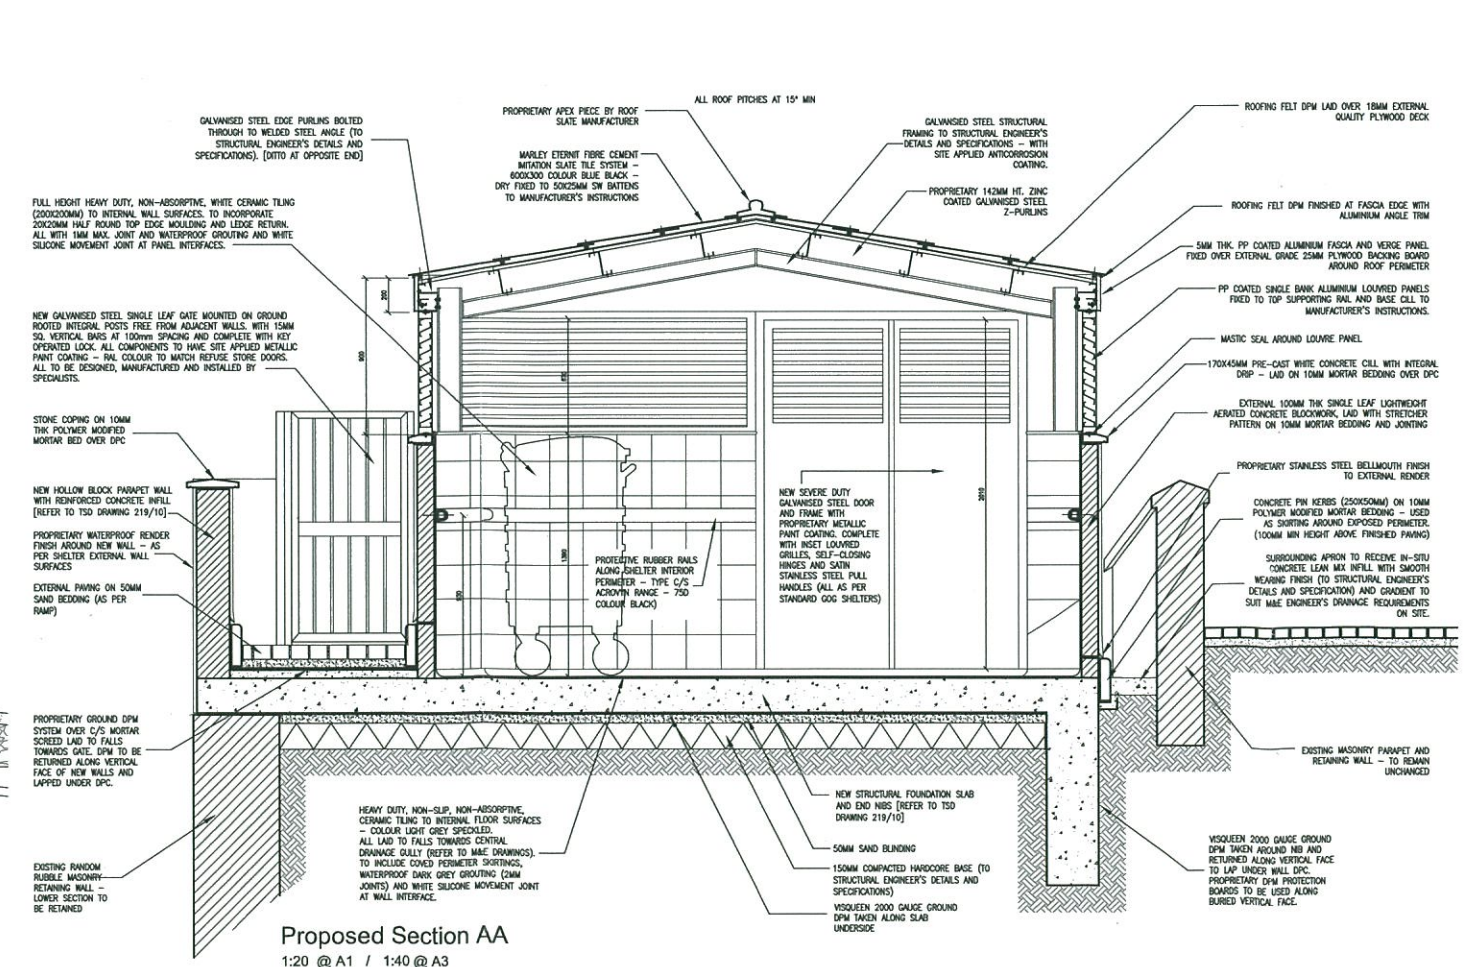 ALL ROOF PITCHES AT 15° MIN
GALVANISED STEEL EDGE PURLINS BOLTED
THROUGH TO WELDED STEEL ANGLE (TO
STRUCTURAL ENGINEER'S DETAILS AND
SPECIFICATIONS). [DITTO AT OPPOSITE END]
PROPRIETARY APEX PIECE BY ROOF
SLATE MANUFACTURER
MARLEY ETERNIT FIBRE CEMENT
IMITATION SLATE TILE SYSTEM –
600X300 COLOUR BLUE BLACK –
DRY FIXED TO 50X25MM SW BATTENS
TO MANUFACTURER'S INSTRUCTIONS
GALVANSIED STEEL STRUCTURAL
FRAMING TO STRUCTURAL ENGINEER'S
DETAILS AND SPECIFICATIONS – WITH
SITE APPLIED ANTICORROSION
COATING.
PROPRIETARY 142MM HT. ZINC
COATED GALVANISED STEEL
Z-PURLINS
ROOFING FELT DPM LAID OVER 18MM EXTERNAL
QUALITY PLYWOOD DECK
ROOFING FELT DPM FINISHED AT FASCIA EDGE WITH
ALUMINIUM ANGLE TRIM
5MM THK. PP COATED ALUMINIUM FASCIA AND VERGE PANEL
FIXED OVER EXTERNAL GRADE 25MM PLYWOOD BACKING BOARD
AROUND ROOF PERIMETER
PP COATED SINGLE BANK ALUMINIUM LOUVRED PANELS
FIXED TO TOP SUPPORTING RAIL AND BASE CILL TO
MANUFACTURER'S INSTRUCTIONS.
MASTIC SEAL AROUND LOUVRE PANEL
170X45MM PRE-CAST WHITE CONCRETE CILL WITH INTEGRAL
DRIP – LAID ON 10MM MORTAR BEDDING OVER DPC
EXTERNAL 100MM THK SINGLE LEAF LIGHTWEIGHT
AERATED CONCRETE BLOCKWORK, LAID WITH STRETCHER
PATTERN ON 10MM MORTAR BEDDING AND JOINTING
PROPRIETARY STAINLESS STEEL BELLMOUTH FINISH
TO EXTERNAL RENDER
CONCRETE PIN KERBS (250X50MM) ON 10MM
POLYMER MODIFIED MORTAR BEDDING – USED
AS SKIRTING AROUND EXPOSED PERIMETER.
(100MM MIN HEIGHT ABOVE FINISHED PAVING)
SURROUNDING APRON TO RECEIVE IN-SITU
CONCRETE LEAN MIX INFILL WITH SMOOTH
WEARING FINISH (TO STRUCTURAL ENGINEER'S
DETAILS AND SPECIFICATION) AND GRADIENT TO
SUIT M&E ENGINEER'S DRAINAGE REQUIREMENTS
ON SITE.
EXISTING MASONRY PARAPET AND
RETAINING WALL – TO REMAIN
UNCHANGED
VISQUEEN 2000 GAUGE GROUND
DPM TAKEN AROUND NIB AND
RETURNED ALONG VERTICAL FACE
TO LAP UNDER WALL DPC.
PROPRIETARY DPM PROTECTION
BOARDS TO BE USED ALONG
BURIED VERTICAL FACE.
FULL HEIGHT HEAVY DUTY, NON-ABSORPTIVE, WHITE CERAMIC TILING
(200X200MM) TO INTERNAL WALL SURFACES. TO INCORPORATE
20X20MM HALF ROUND TOP EDGE MOULDING AND LEDGE RETURN.
ALL WITH 1MM MAX. JOINT AND WATERPROOF GROUTING AND WHITE
SILICONE MOVEMENT JOINT AT PANEL INTERFACES.
NEW GALVANISED STEEL SINGLE LEAF GATE MOUNTED ON GROUND
ROOTED INTEGRAL POSTS FREE FROM ADJACENT WALLS. WITH 15MM
SQ. VERTICAL BARS AT 100mm SPACING AND COMPLETE WITH KEY
OPERATED LOCK. ALL COMPONENTS TO HAVE SITE APPLIED METALLIC
PAINT COATING – RAL COLOUR TO MATCH REFUSE STORE DOORS.
ALL TO BE DESIGNED, MANUFACTURED AND INSTALLED BY
SPECIALISTS.
STONE COPING ON 10MM
THK POLYMER MODIFIED
MORTAR BED OVER DPC
NEW HOLLOW BLOCK PARAPET WALL
WITH REINFORCED CONCRETE INFILL
[REFER TO TSD DRAWING 219/10]
PROPRIETARY WATERPROOF RENDER
FINISH AROUND NEW WALL – AS
PER SHELTER EXTERNAL WALL
SURFACES
EXTERNAL PAVING ON 50MM
SAND BEDDING (AS PER
RAMP)
PROPRIETARY GROUND DPM
SYSTEM OVER C/S MORTAR
SCREED LAID TO FALLS
TOWARDS GATE. DPM TO BE
RETURNED ALONG VERTICAL
FACE OF NEW WALLS AND
LAPPED UNDER DPC.
EXISTING RANDOM
RUBBLE MASONRY
RETAINING WALL –
LOWER SECTION TO
BE RETAINED
200
900
530
2010
PROTECTIVE RUBBER RAILS
ALONG SHELTER INTERIOR
PERIMETER – TYPE C/S
ACROVYN RANGE – 75D
COLOUR BLACK)
NEW SEVERE DUTY
GALVANISED STEEL DOOR
AND FRAME WITH
PROPRIETARY METALLIC
PAINT COATING. COMPLETE
WITH INSET LOUVRED
GRILLES, SELF-CLOSING
HINGES AND SATIN
STAINLESS STEEL PULL
HANDLES (ALL AS PER
STANDARD GOG SHELTERS)
HEAVY DUTY, NON-SLIP, NON-ABSORPTIVE,
CERAMIC TILING TO INTERNAL FLOOR SURFACES
– COLOUR LIGHT GREY SPECKLED.
ALL LAID TO FALLS TOWARDS CENTRAL
DRAINAGE GULLY (REFER TO M&E DRAWINGS).
TO INCLUDE COVED PERIMETER SKIRTINGS,
WATERPROOF DARK GREY GROUTING (2MM
JOINTS) AND WHITE SILICONE MOVEMENT JOINT
AT WALL INTERFACE.
NEW STRUCTURAL FOUNDATION SLAB
AND END NIBS [REFER TO TSD
DRAWING 219/10]
50MM SAND BLINDING
150MM COMPACTED HARDCORE BASE (TO
STRUCTURAL ENGINEER'S DETAILS AND
SPECIFICATIONS)
VISQUEEN 2000 GAUGE GROUND
DPM TAKEN ALONG SLAB
UNDERSIDE
Proposed Section AA
1:20 @ A1 / 1:40 @ A3